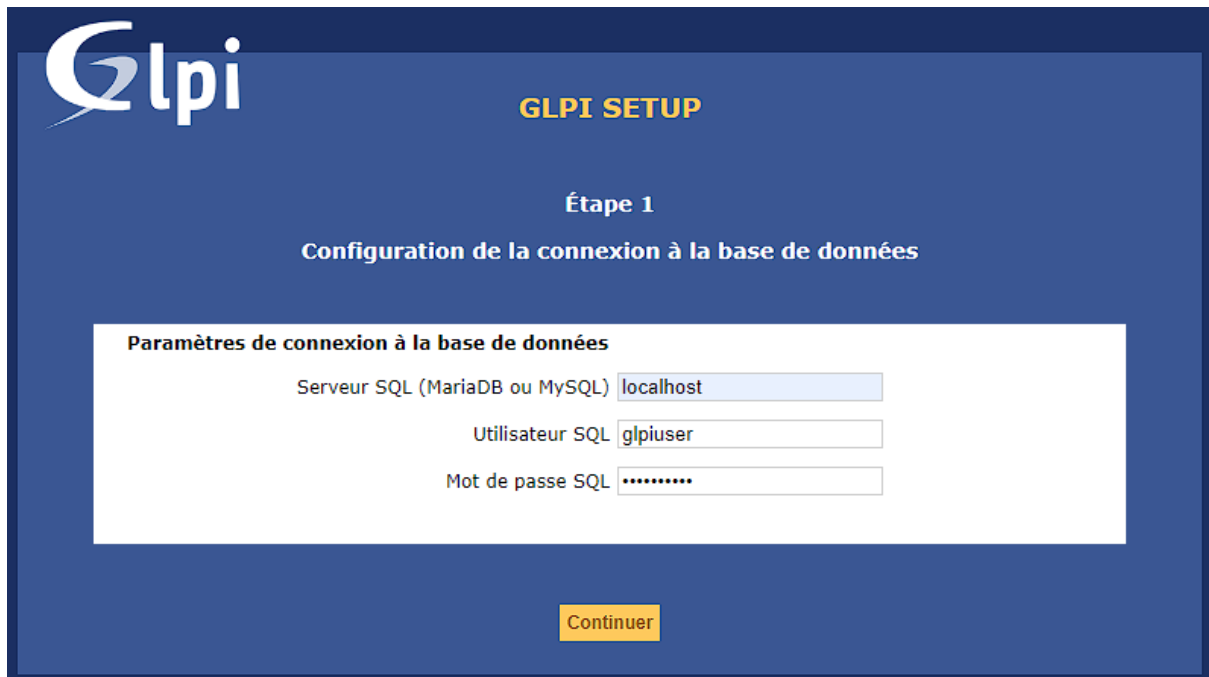 Glpi
GLPI SETUP
Étape 1
Configuration de la connexion à la base de données
Paramètres de connexion à la base de données
Serveur SQL (MariaDB ou MySQL) localhost
Utilisateur SQL glpiuser
Mot de passe SQL ••••••••••
Continuer